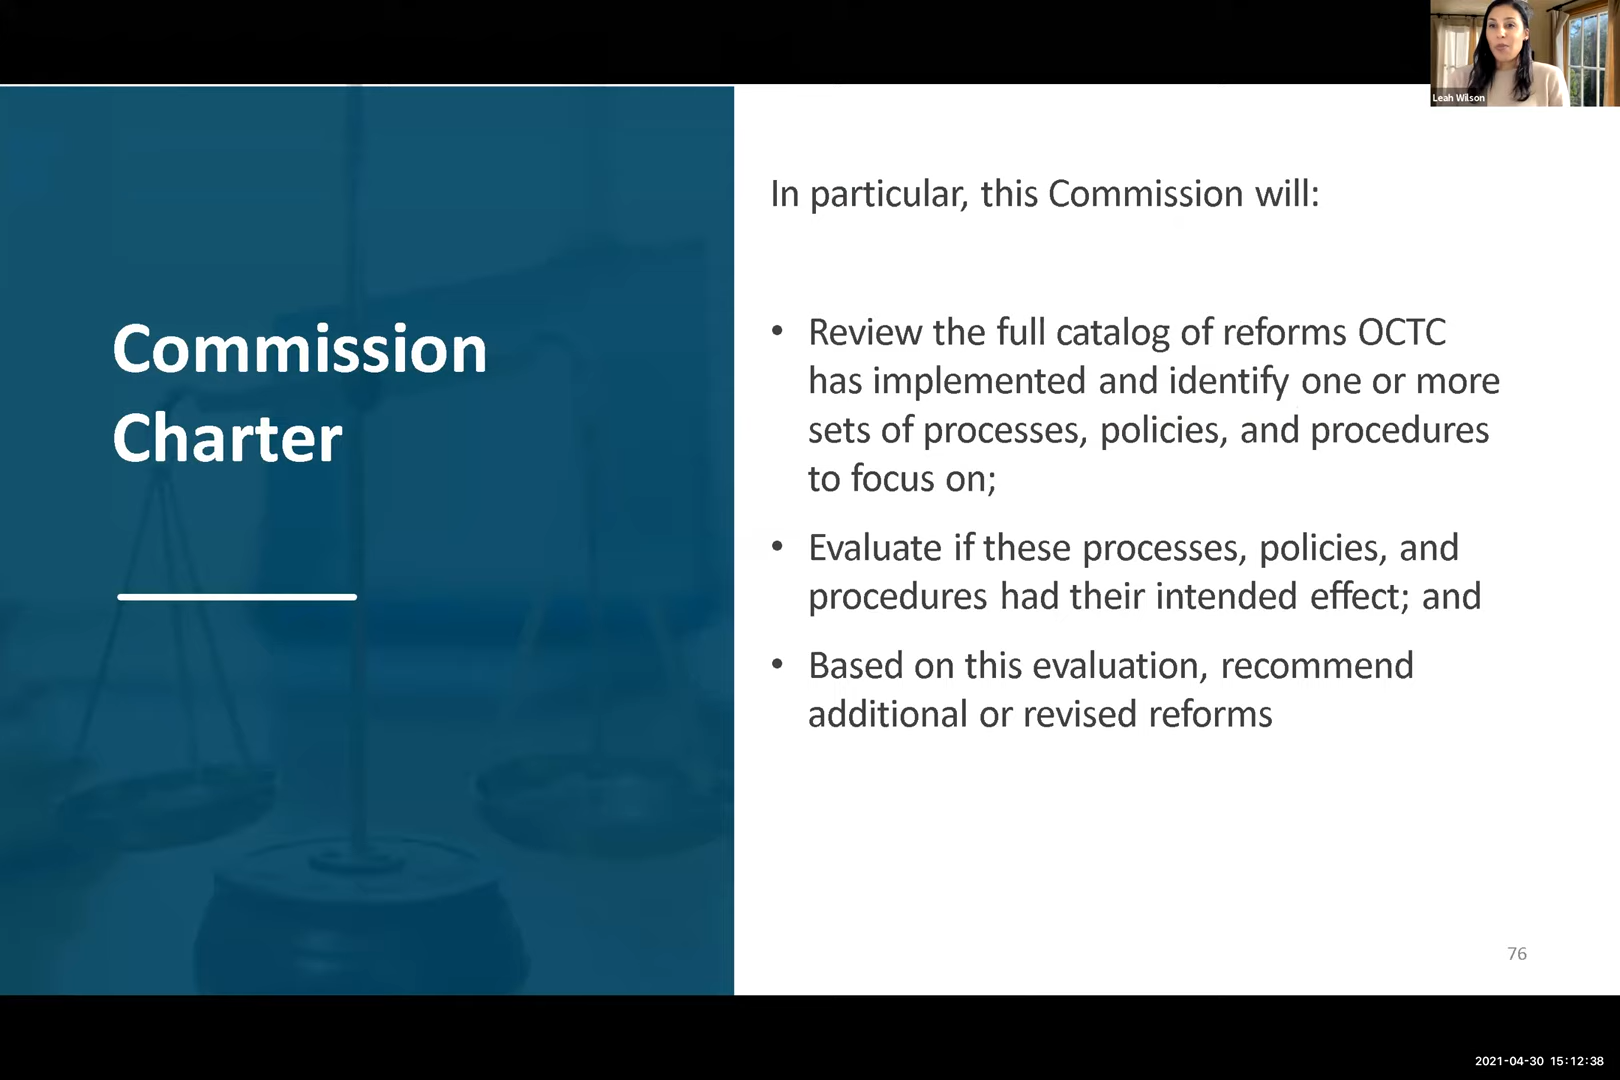 Leah Wilson
Commission
Charter
In particular, this Commission will:
• Review the full catalog of reforms OCTC
has implemented and identify one or more
sets of processes, policies, and procedures
to focus on;
• Evaluate if these processes, policies, and
procedures had their intended effect; and
• Based on this evaluation, recommend
additional or revised reforms
76
2021-04-30 15:12:38